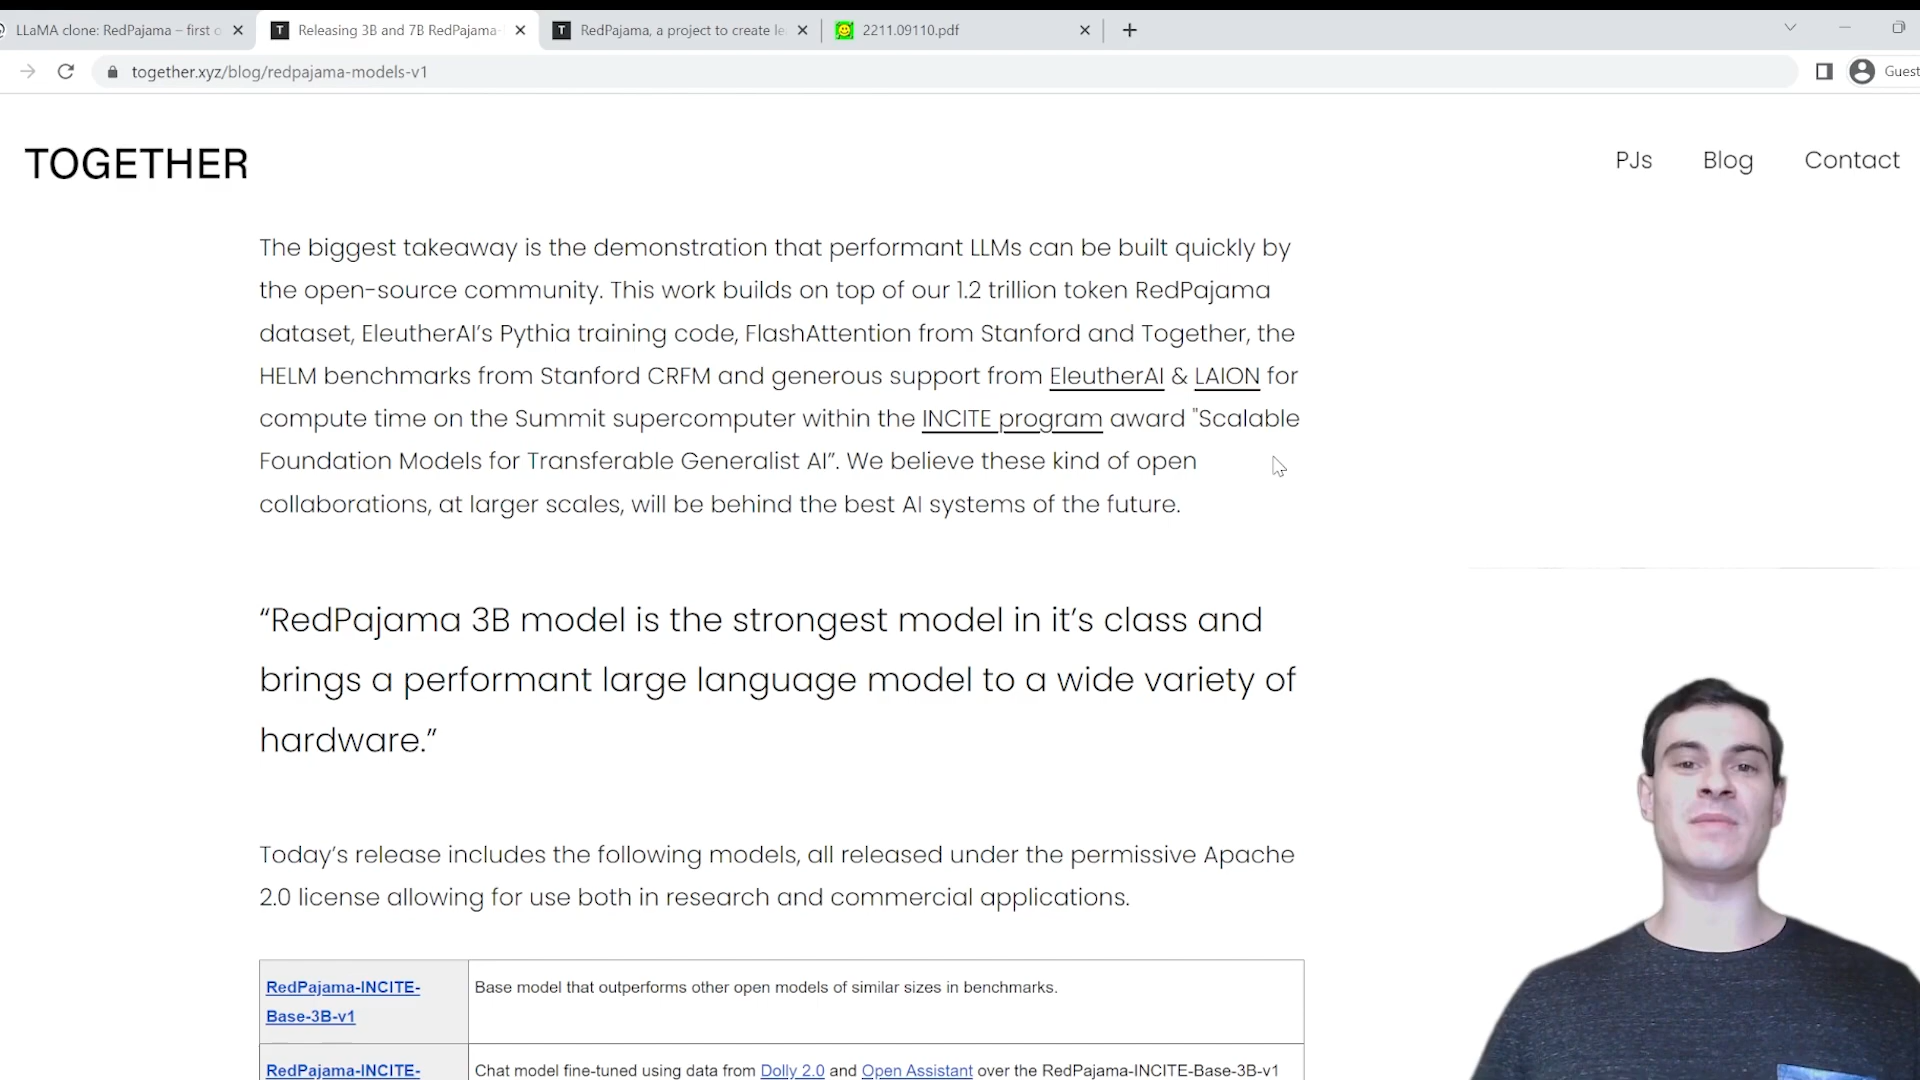 LLaMA clone: RedPajama – first o
Releasing 3B and 7B RedPajama-
RedPajama, a project to create le
2211.09110.pdf
together.xyz/blog/redpajama-models-v1
Guest
TOGETHER
PJs
Blog
Contact
The biggest takeaway is the demonstration that performant LLMs can be built quickly by
the open-source community. This work builds on top of our 1.2 trillion token RedPajama
dataset, EleutherAI’s Pythia training code, FlashAttention from Stanford and Together, the
HELM benchmarks from Stanford CRFM and generous support from EleutherAI & LAION for
compute time on the Summit supercomputer within the INCITE program award "Scalable
Foundation Models for Transferable Generalist AI”. We believe these kind of open
collaborations, at larger scales, will be behind the best AI systems of the future.
“RedPajama 3B model is the strongest model in it’s class and
brings a performant large language model to a wide variety of
hardware.”
Today’s release includes the following models, all released under the permissive Apache
2.0 license allowing for use both in research and commercial applications.
RedPajama-INCITE-
Base-3B-v1
Base model that outperforms other open models of similar sizes in benchmarks.
RedPajama-INCITE-
Chat model fine-tuned using data from Dolly 2.0 and Open Assistant over the RedPajama-INCITE-Base-3B-v1